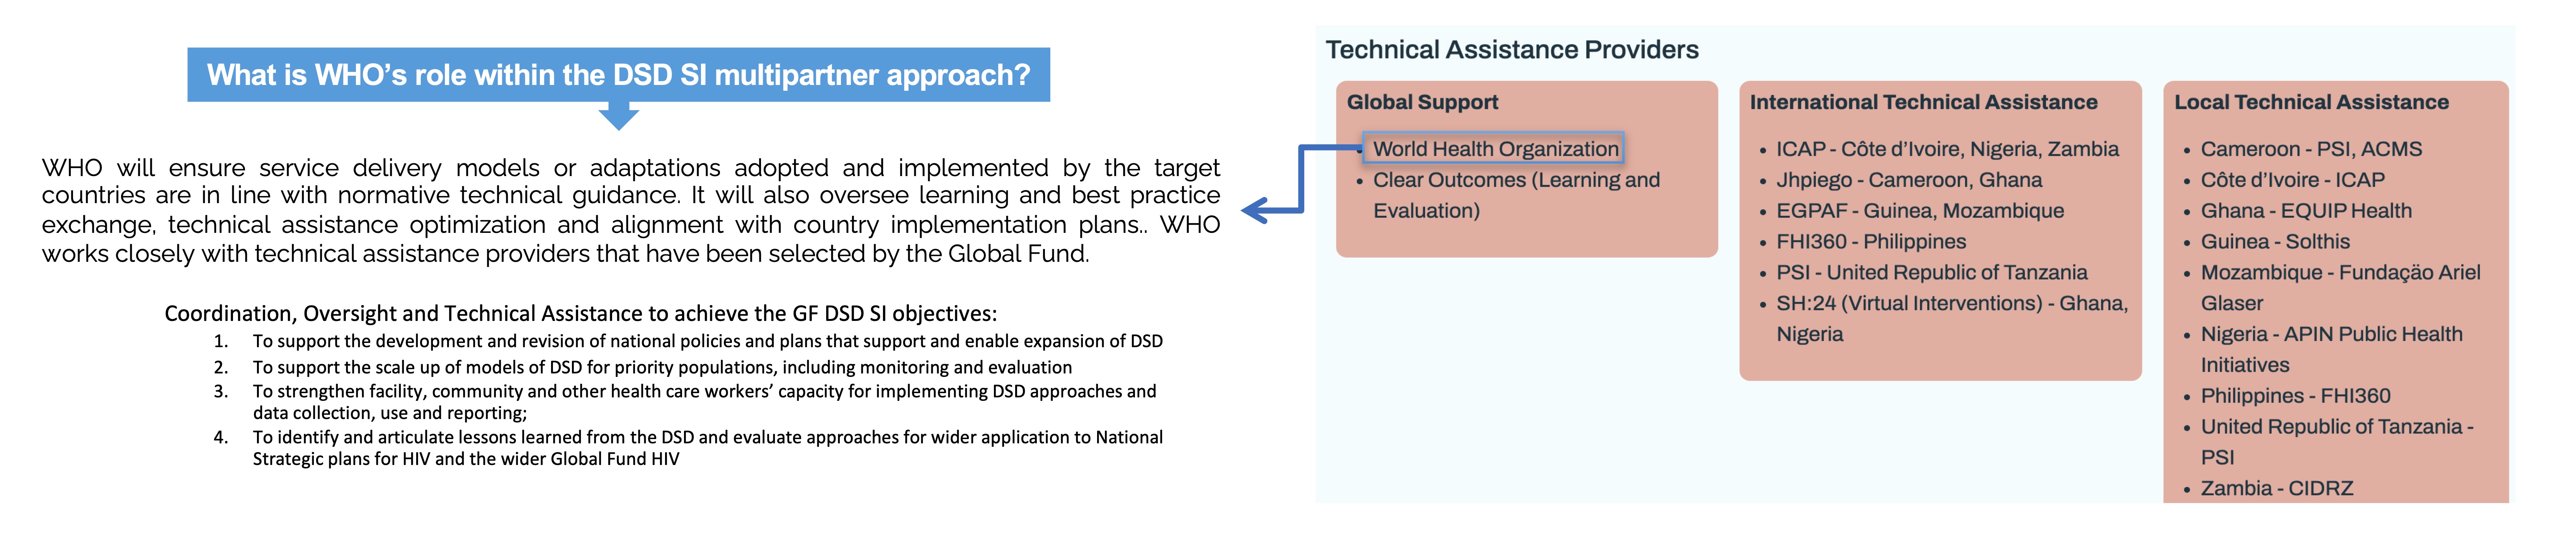 What is WHO’s role within the DSD SI multipartner approach?
WHO will ensure service delivery models or adaptations adopted and implemented by the target
countries are in line with normative technical guidance. It will also oversee learning and best practice
exchange, technical assistance optimization and alignment with country implementation plans.. WHO
works closely with technical assistance providers that have been selected by the Global Fund.
Coordination, Oversight and Technical Assistance to achieve the GF DSD SI objectives:
1. To support the development and revision of national policies and plans that support and enable expansion of DSD
2. To support the scale up of models of DSD for priority populations, including monitoring and evaluation
3. To strengthen facility, community and other health care workers’ capacity for implementing DSD approaches and
data collection, use and reporting;
4. To identify and articulate lessons learned from the DSD and evaluate approaches for wider application to National
Strategic plans for HIV and the wider Global Fund HIV
Technical Assistance Providers
Global Support
• World Health Organization
• Clear Outcomes (Learning and
Evaluation)
International Technical Assistance
• ICAP - Côte d’Ivoire, Nigeria, Zambia
• Jhpiego - Cameroon, Ghana
• EGPAF - Guinea, Mozambique
• FHI360 - Philippines
• PSI - United Republic of Tanzania
• SH:24 (Virtual Interventions) - Ghana,
Nigeria
Local Technical Assistance
• Cameroon - PSI, ACMS
• Côte d’Ivoire - ICAP
• Ghana - EQUIP Health
• Guinea - Solthis
• Mozambique - Fundação Ariel
Glaser
• Nigeria - APIN Public Health
Initiatives
• Philippines - FHI360
• United Republic of Tanzania -
PSI
• Zambia - CIDRZ